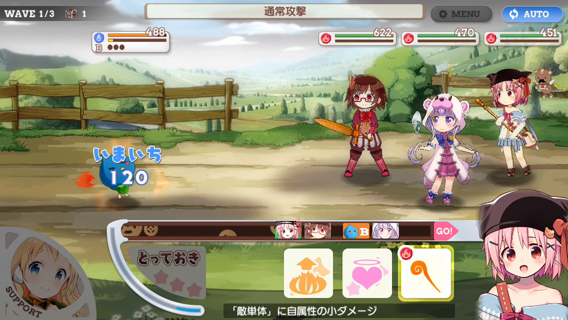 WAVE 1/3 1
通常攻撃
MENU
AUTO
488
B
622
470
451
いまいち
120
B
GO!
とっておき
SUPPORT
「敵単体」に自属性の小ダメージ